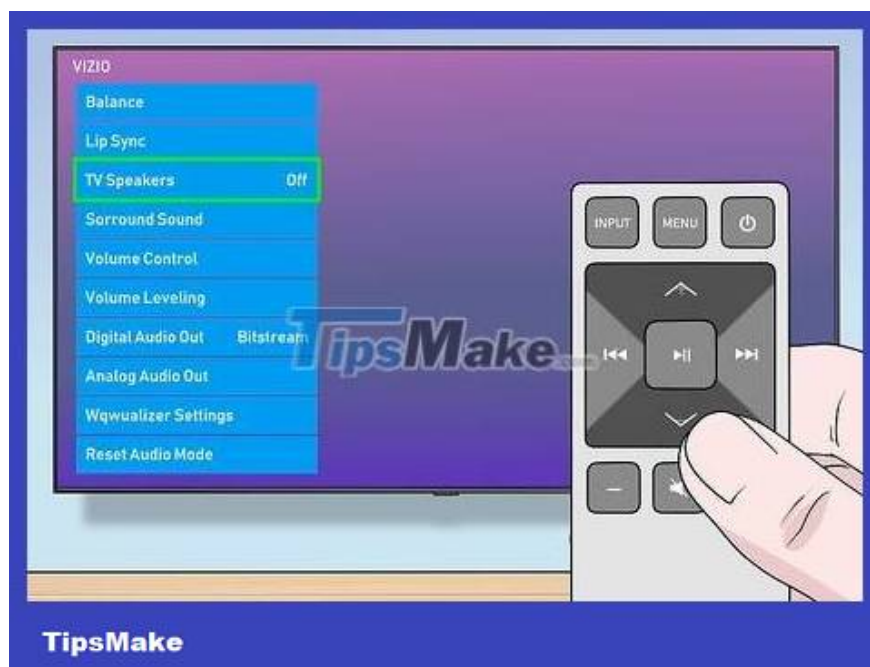 VIZIO
Balance
Lip Sync
TV Speakers Off
Sorround Sound
Volume Control
Volume Leveling
Digital Audio Out Bitstream
Analog Audio Out
Wqwualizer Settings
Reset Audio Mode
INPUT MENU
TipsMake.com
TipsMake